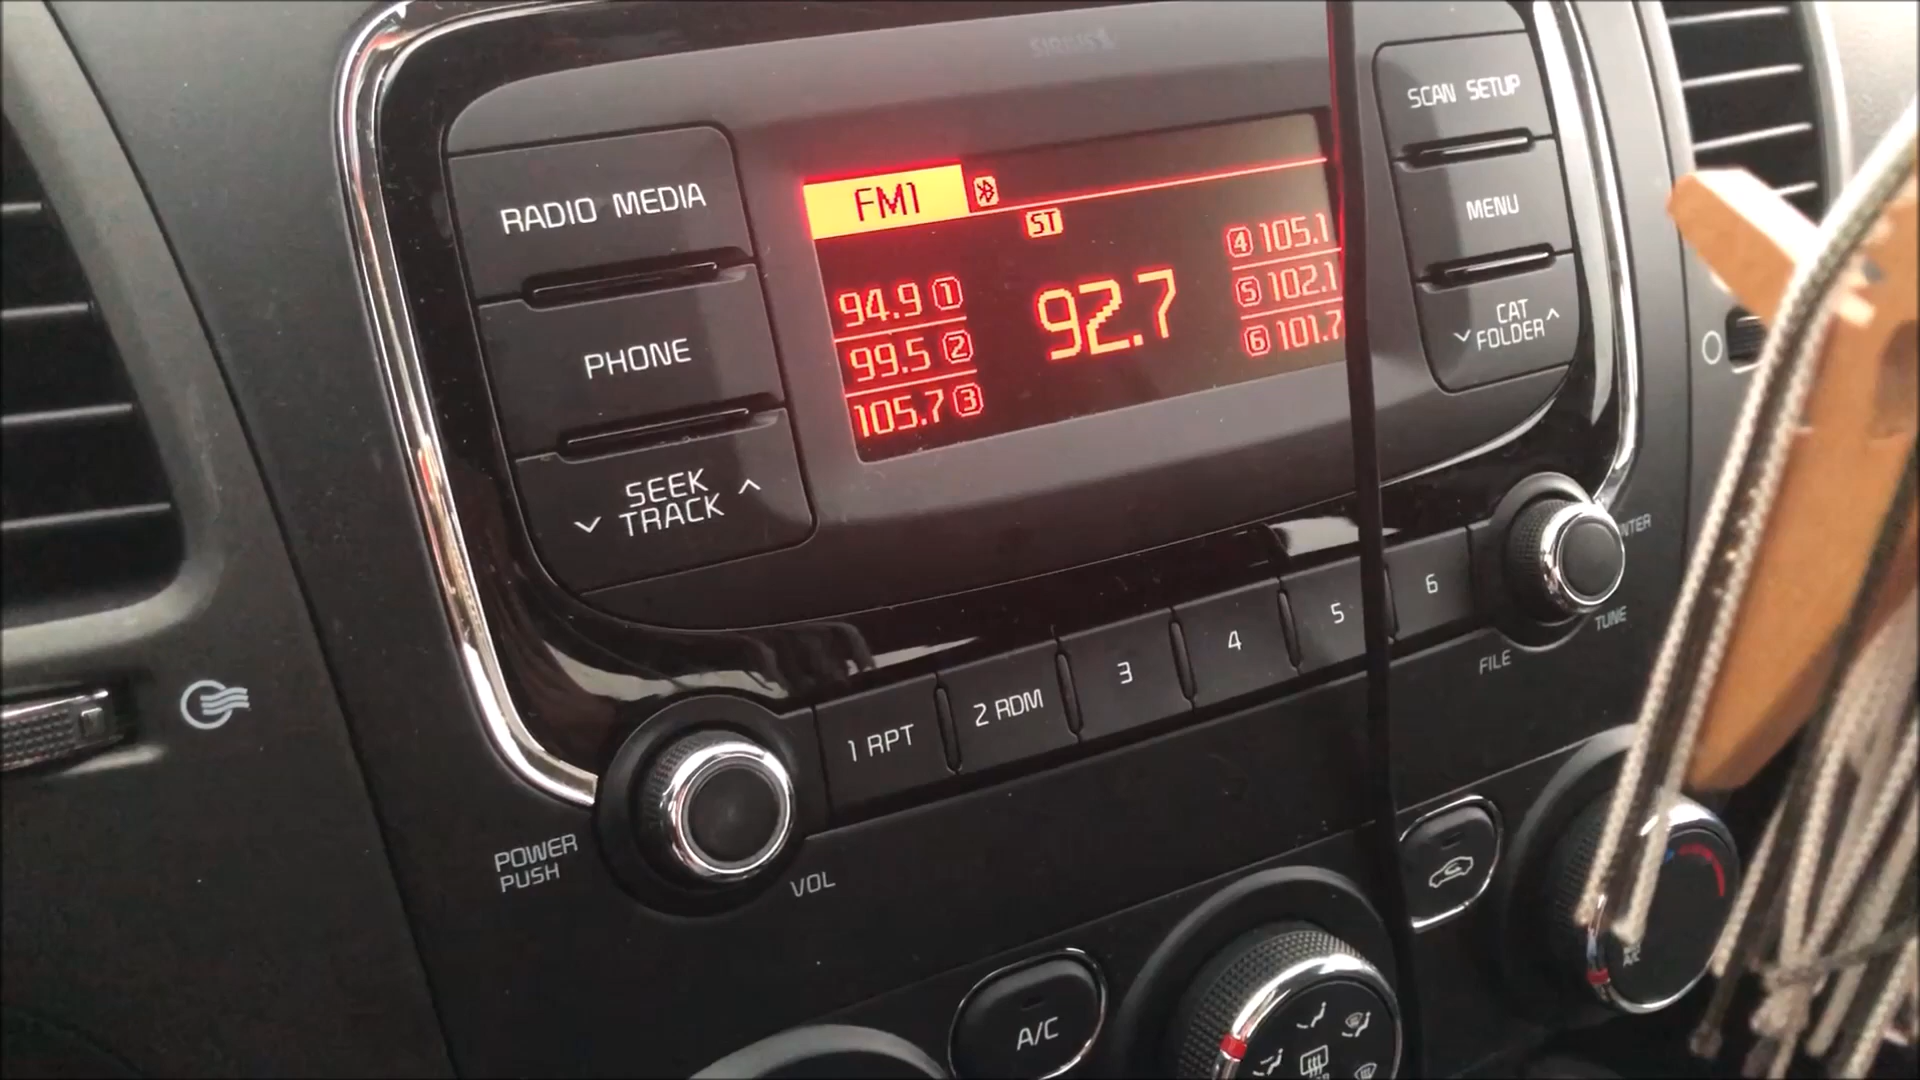 SIRIUS
SCAN SETUP
RADIO MEDIA
FM1
ST
MENU
94.9 1
99.5 2
105.7 3
92.7
4 105.1
5 102.1
6 101.7
PHONE
CAT
FOLDER
SEEK
TRACK
1 RPT
2 RDM
3
4
5
6
TUNE
FILE
POWER
PUSH
VOL
A/C
A/C